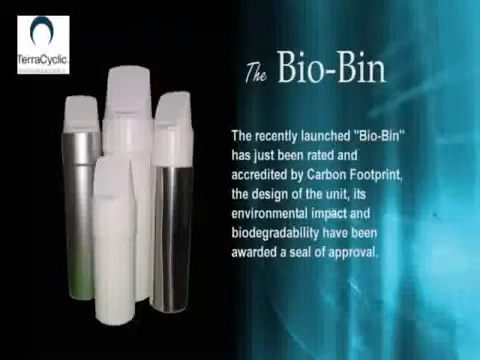 TerraCyclic
The Bio-Bin
The recently launched "Bio-Bin"
has just been rated and
accredited by Carbon Footprint,
the design of the unit, its
environmental impact and
biodegradability have been
awarded a seal of approval.